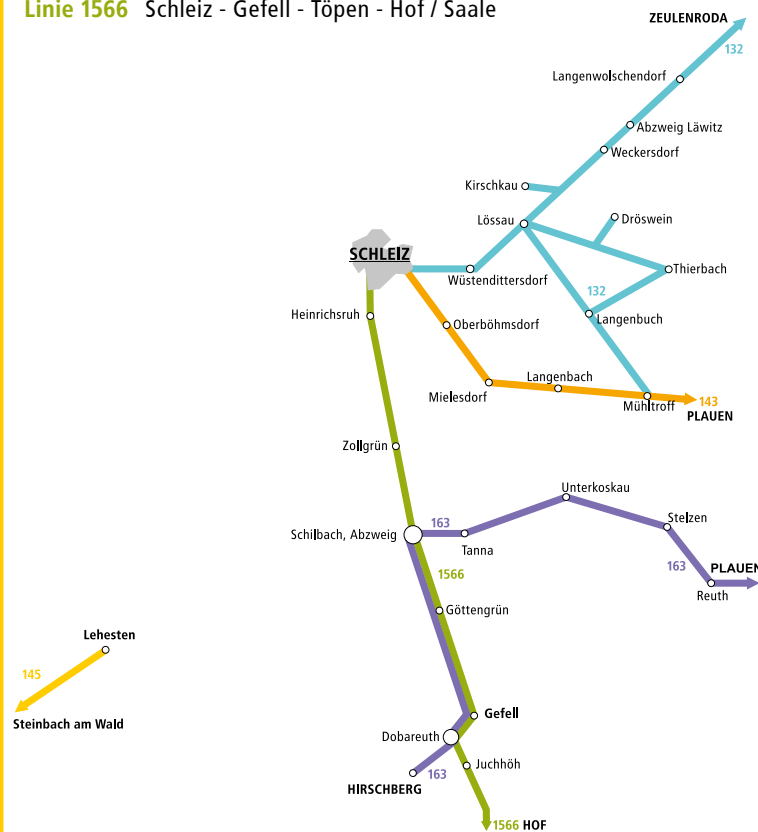 Linie 1566 Schleiz - Gefell - Töpen - Hof / Saale
ZEULENRODA
132
Langenwolschendorf
Abzweig Läwitz
Weckersdorf
Kirschkau
Lössau
Dröswein
SCHLEIZ
Wüstendittersdorf
Thierbach
132
Heinrichsruh
Oberböhmsdorf
Langenbuch
Langenbach
Mielesdorf
Mühltroff
143
PLAUEN
Zollgrün
Unterkoskau
Schilbach, Abzweig
163
Tanna
Stelzen
1566
163
PLAUEN
Reuth
Göttengrün
Lehesten
145
Steinbach am Wald
Gefell
Dobareuth
Juchhöh
163
HIRSCHBERG
1566 HOF